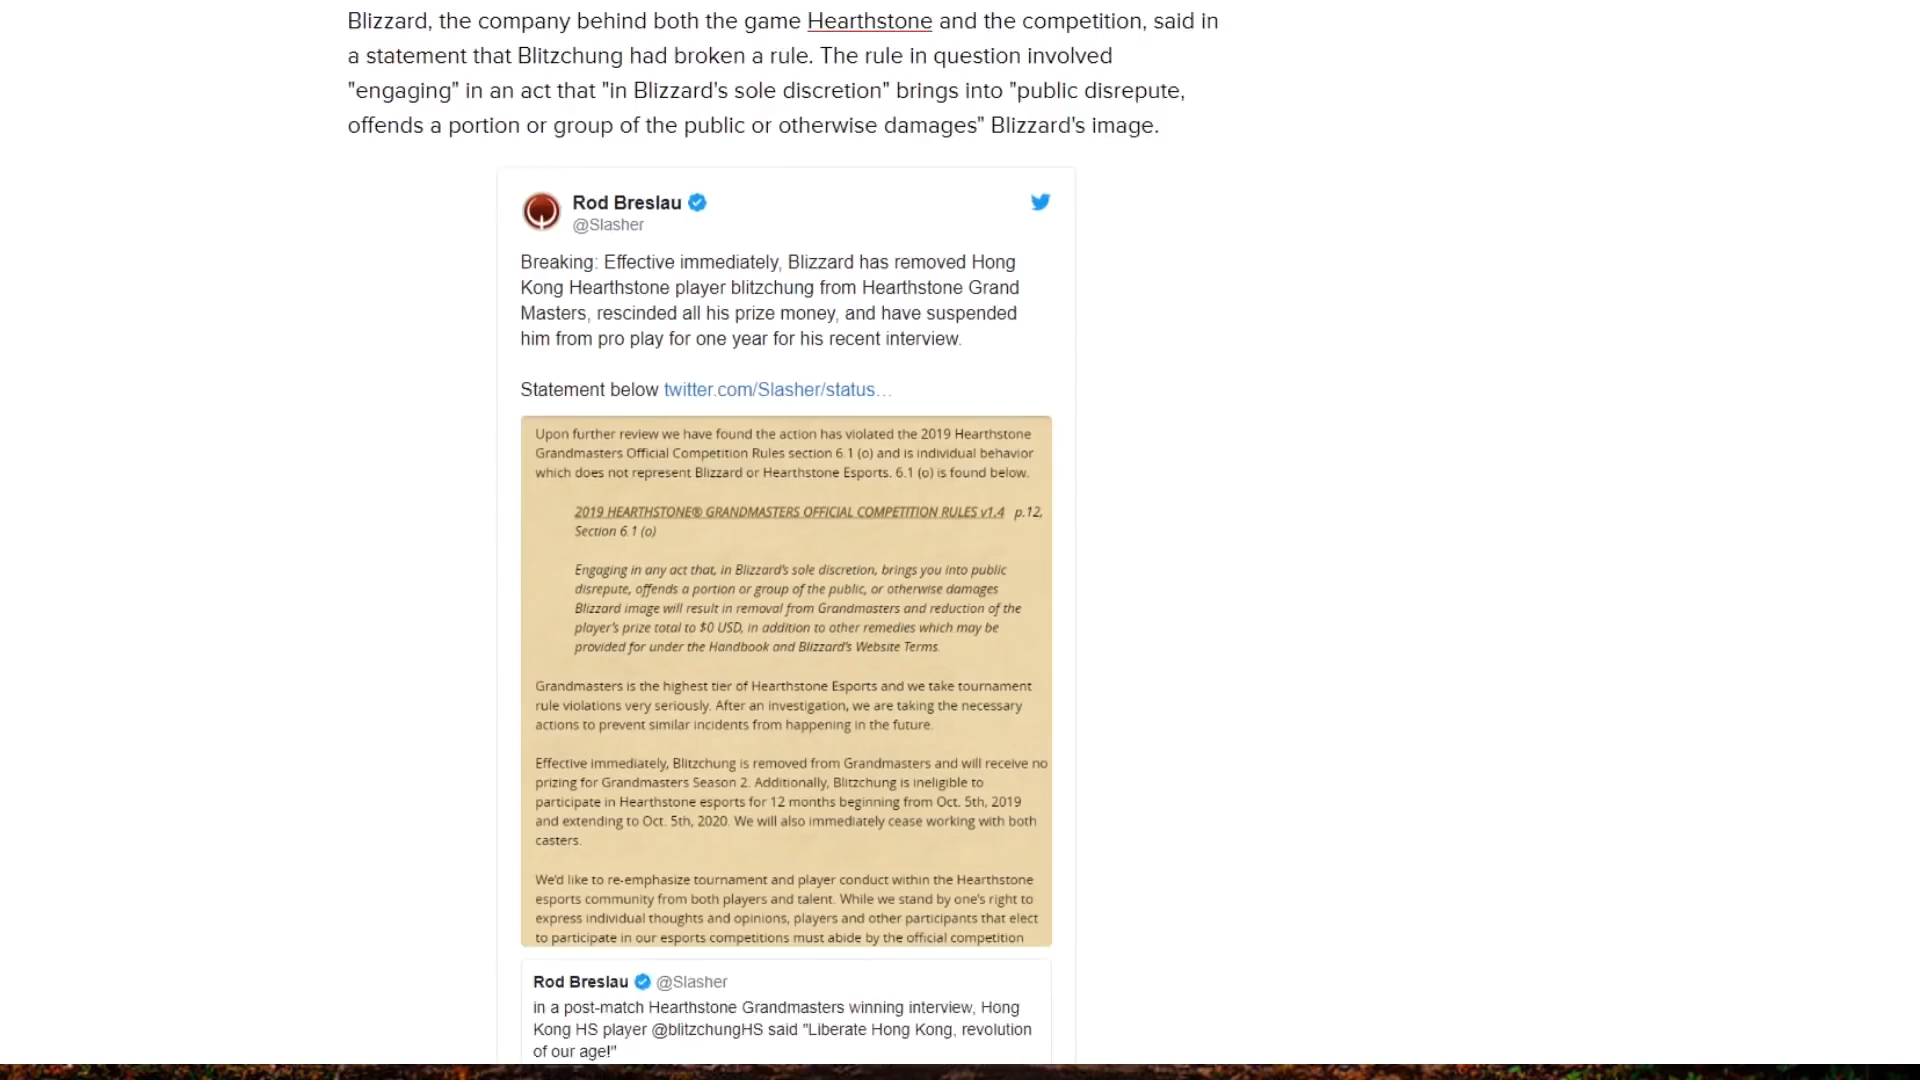 Blizzard, the company behind both the game Hearthstone and the competition, said in
a statement that Blitzchung had broken a rule. The rule in question involved
"engaging" in an act that "in Blizzard's sole discretion" brings into "public disrepute,
offends a portion or group of the public or otherwise damages" Blizzard's image.
Rod Breslau
@Slasher
Breaking: Effective immediately, Blizzard has removed Hong
Kong Hearthstone player blitzchung from Hearthstone Grand
Masters, rescinded all his prize money, and have suspended
him from pro play for one year for his recent interview.
Statement below twitter.com/Slasher/status…
Upon further review we have found the action has violated the 2019 Hearthstone
Grandmasters Official Competition Rules section 6.1 (o) and is individual behavior
which does not represent Blizzard or Hearthstone Esports. 6.1 (o) is found below.
2019 HEARTHSTONE® GRANDMASTERS OFFICIAL COMPETITION RULES v1.4 p.12,
Section 6.1 (o)
Engaging in any act that, in Blizzard's sole discretion, brings you into public
disrepute, offends a portion or group of the public, or otherwise damages
Blizzard image will result in removal from Grandmasters and reduction of the
player's prize total to $0 USD, in addition to other remedies which may be
provided for under the Handbook and Blizzard's Website Terms.
Grandmasters is the highest tier of Hearthstone Esports and we take tournament
rule violations very seriously. After an investigation, we are taking the necessary
actions to prevent similar incidents from happening in the future.
Effective immediately, Blitzchung is removed from Grandmasters and will receive no
prizing for Grandmasters Season 2. Additionally, Blitzchung is ineligible to
participate in Hearthstone esports for 12 months beginning from Oct. 5th, 2019
and extending to Oct. 5th, 2020. We will also immediately cease working with both
casters.
We'd like to re-emphasize tournament and player conduct within the Hearthstone
esports community from both players and talent. While we stand by one's right to
express individual thoughts and opinions, players and other participants that elect
to participate in our esports competitions must abide by the official competition
Rod Breslau @Slasher
in a post-match Hearthstone Grandmasters winning interview, Hong
Kong HS player @blitzchungHS said "Liberate Hong Kong, revolution
of our age!"